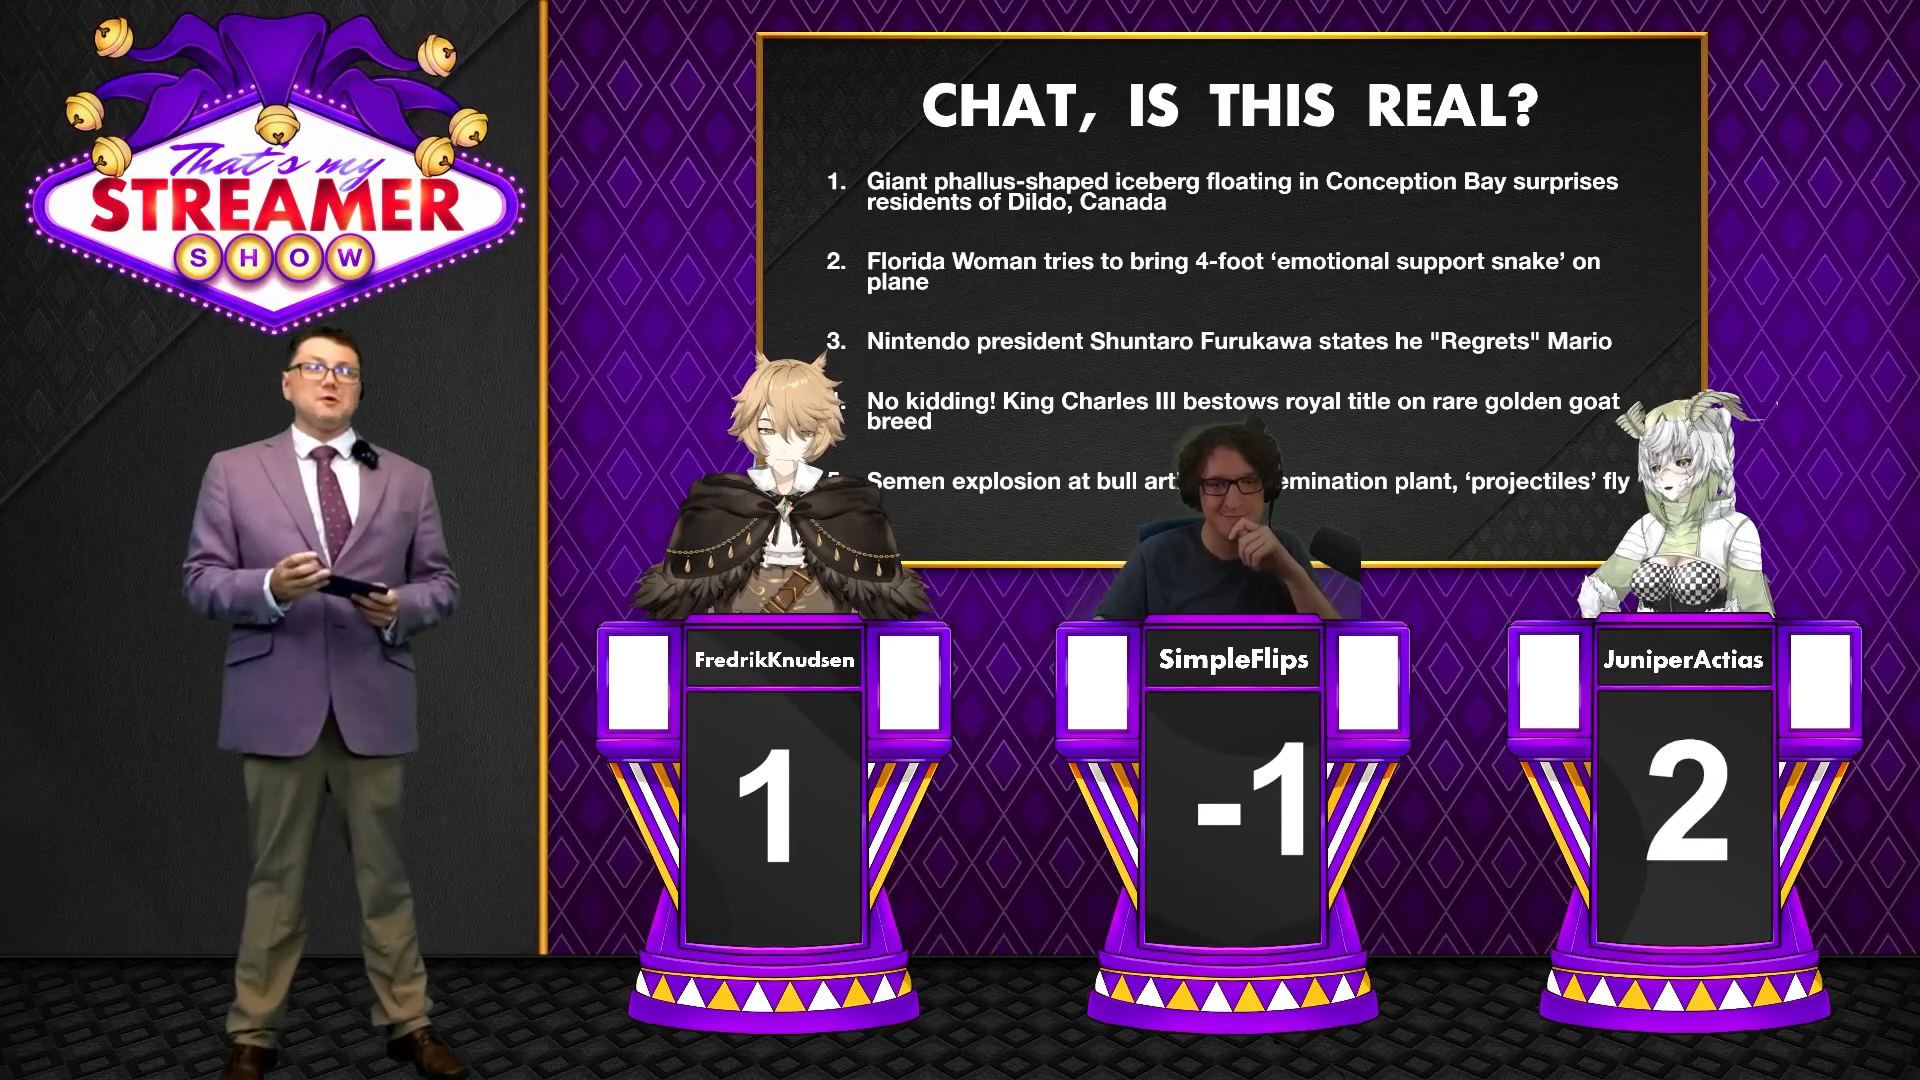 That's my
STREAMER
SHOW
CHAT, IS THIS REAL?
1. Giant phallus-shaped iceberg floating in Conception Bay surprises
residents of Dildo, Canada
2. Florida Woman tries to bring 4-foot ‘emotional support snake’ on
plane
3. Nintendo president Shuntaro Furukawa states he "Regrets" Mario
No kidding! King Charles III bestows royal title on rare golden goat
breed
Semen explosion at bull plant, ‘projectiles’ fly
FredrikKnudsen
SimpleFlips
JuniperActias
1
-1
2